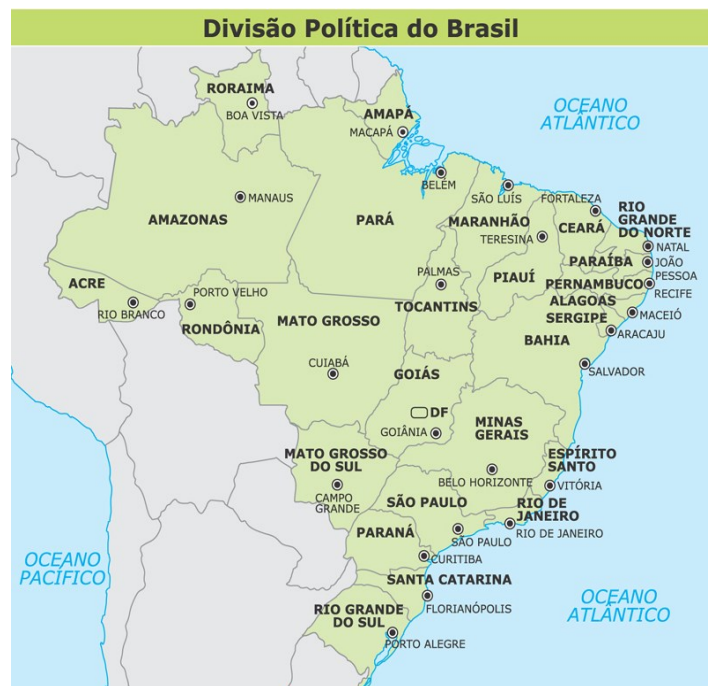 Divisão Política do Brasil
RORAIMA
BOA VISTA
AMAPÁ
MACAPÁ
OCEANO
ATLÂNTICO
BELÉM
SÃO LUÍS
FORTALEZA
RIO
GRANDE
DO NORTE
MANAUS
AMAZONAS
PARÁ
MARANHÃO
TERESINA
CEARÁ
NATAL
PARAÍBA
JOÃO
PESSOA
ACRE
RIO BRANCO
PORTO VELHO
RONDÔNIA
PALMAS
TOCANTINS
PIAUÍ
PERNAMBUCO
RECIFE
ALAGOAS
MACEIÓ
SERGIPE
ARACAJU
MATO GROSSO
CUIABÁ
BAHIA
SALVADOR
GOIÁS
DF
GOIÂNIA
MINAS
GERAIS
BELO HORIZONTE
ESPÍRITO
SANTO
VITÓRIA
MATO GROSSO
DO SUL
CAMPO
GRANDE
SÃO PAULO
SÃO PAULO
RIO DE
JANEIRO
RIO DE JANEIRO
PARANÁ
CURITIBA
OCEANO
PACÍFICO
SANTA CATARINA
FLORIANÓPOLIS
OCEANO
ATLÂNTICO
RIO GRANDE
DO SUL
PORTO ALEGRE